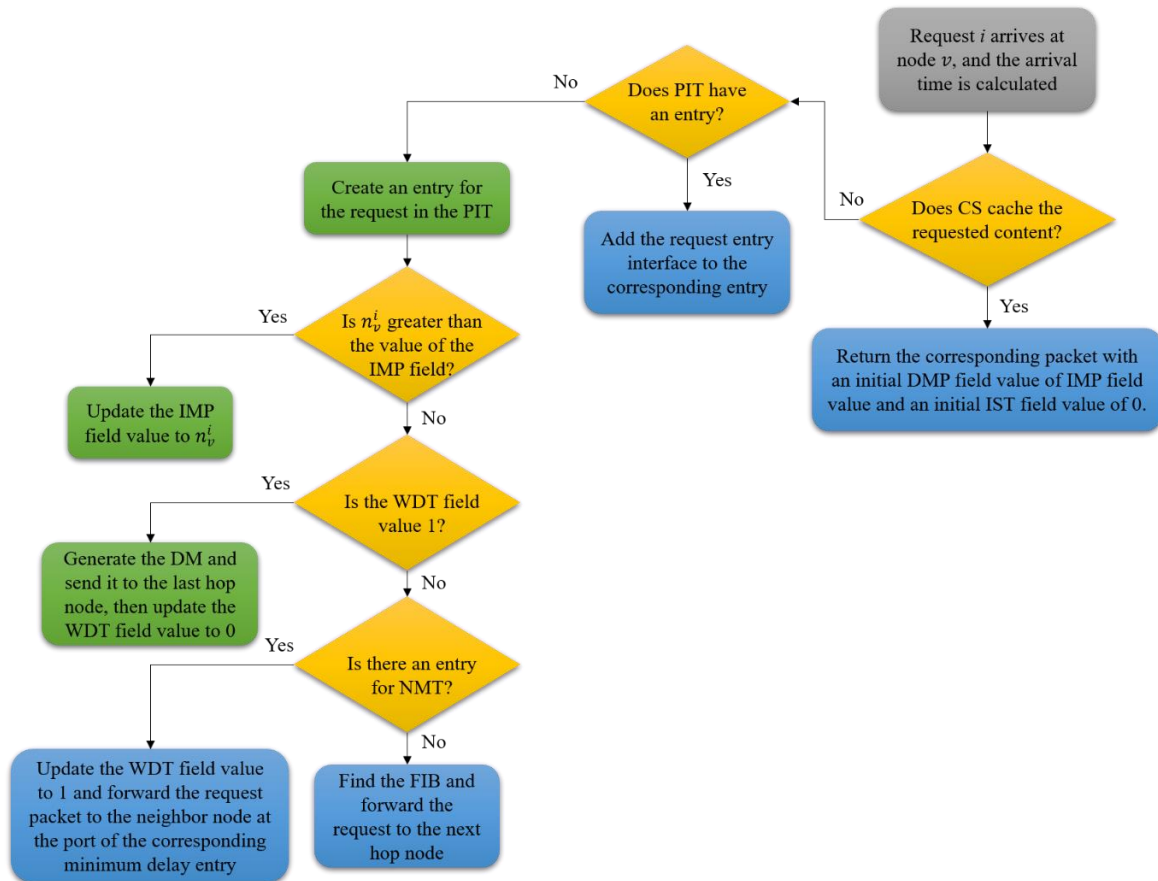 Request i arrives at
node v, and the arrival
time is calculated
Does CS cache the
requested content?
Yes
Return the corresponding packet with
an initial DMP field value of IMP field
value and an initial IST field value of 0.
No
Does PIT have
an entry?
Yes
Add the request entry
interface to the
corresponding entry
No
Create an entry for
the request in the PIT
Is $n_v^i$ greater than
the value of the
IMP field?
Yes
Update the IMP
field value to $n_v^i$
No
Is the WDT field
value 1?
Yes
Generate the DM and
send it to the last hop
node, then update the
WDT field value to 0
No
Is there an entry
for NMT?
Yes
Update the WDT field value
to 1 and forward the request
packet to the neighbor node at
the port of the corresponding
minimum delay entry
No
Find the FIB and
forward the
request to the next
hop node